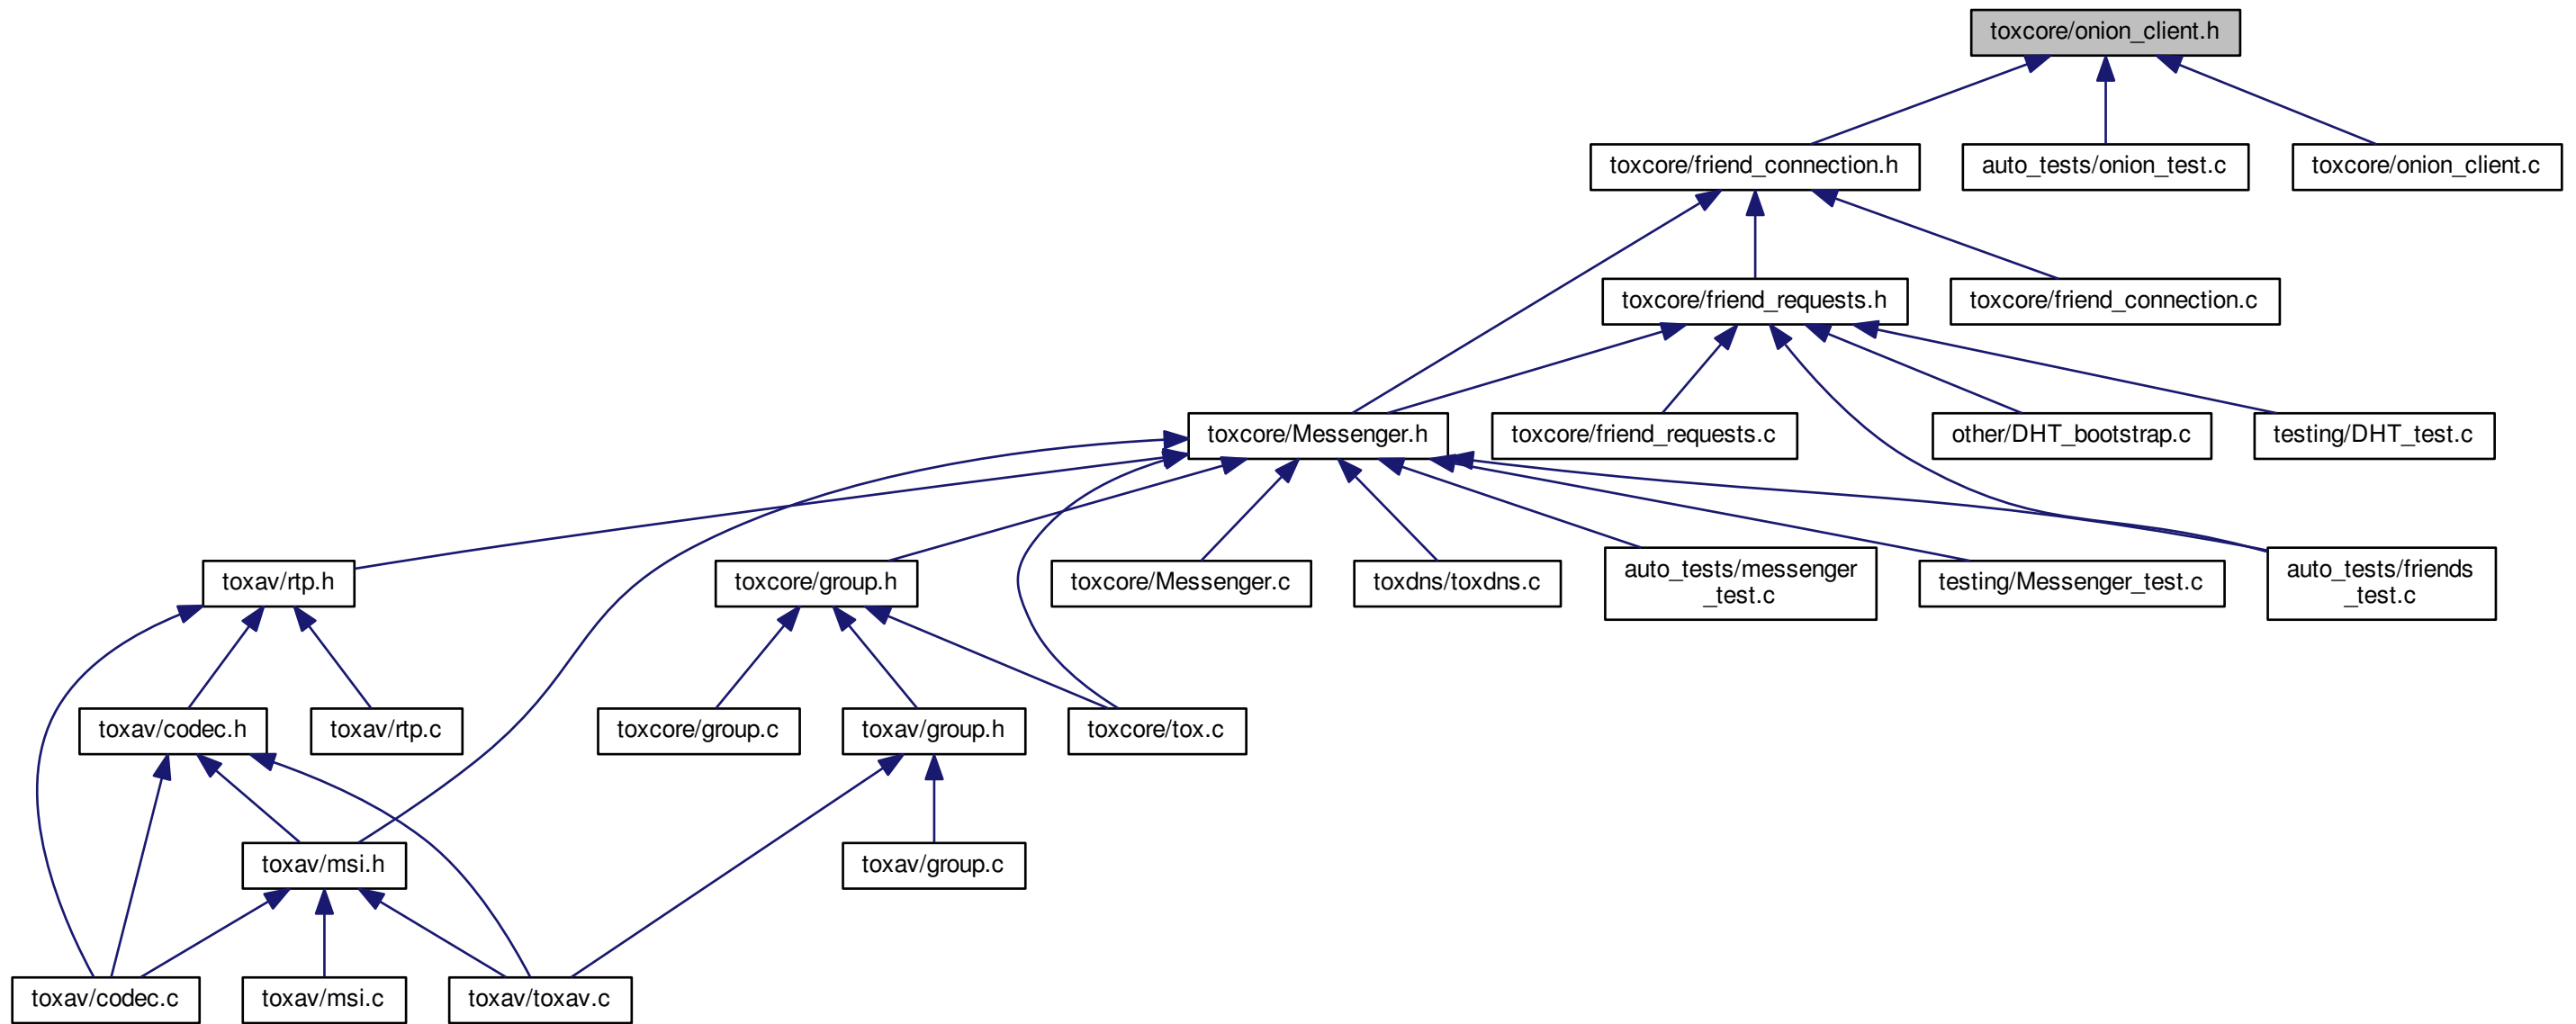 toxcore/onion_client.h
toxcore/friend_connection.h
auto_tests/onion_test.c
toxcore/onion_client.c
toxcore/friend_requests.h
toxcore/friend_connection.c
toxcore/Messenger.h
toxcore/friend_requests.c
other/DHT_bootstrap.c
testing/DHT_test.c
toxav/rtp.h
toxcore/group.h
toxcore/Messenger.c
toxdns/toxdns.c
auto_tests/messenger
_test.c
testing/Messenger_test.c
auto_tests/friends
_test.c
toxav/codec.h
toxav/rtp.c
toxcore/group.c
toxav/group.h
toxcore/tox.c
toxav/msi.h
toxav/group.c
toxav/codec.c
toxav/msi.c
toxav/toxav.c